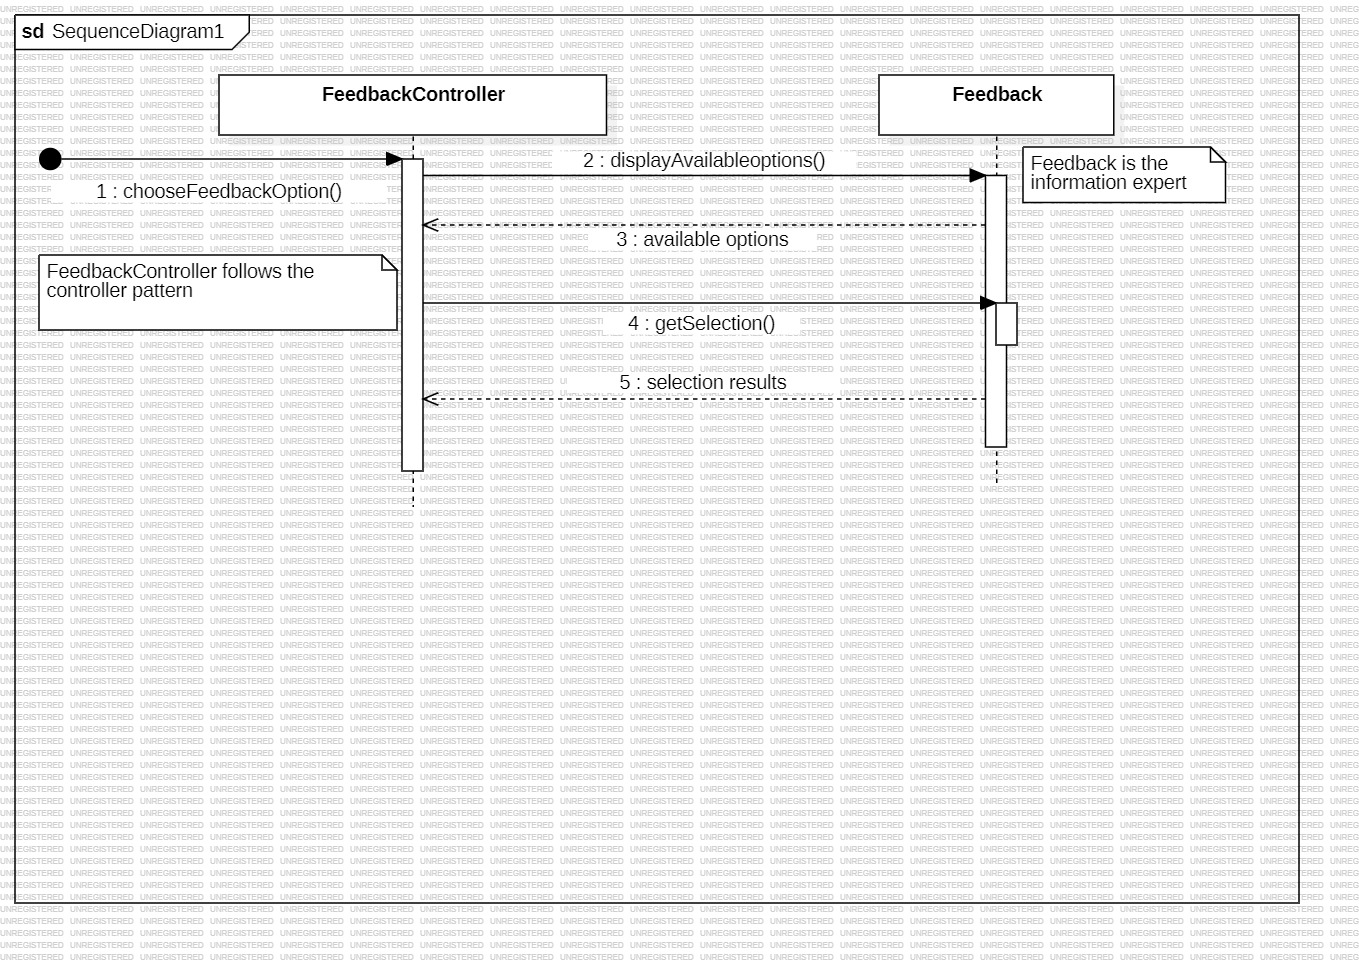 sd SequenceDiagram1
FeedbackController
Feedback
1 : chooseFeedbackOption()
2 : displayAvailableoptions()
Feedback is the
information expert
3 : available options
FeedbackController follows the
controller pattern
4 : getSelection()
5 : selection results
UNREGISTERED